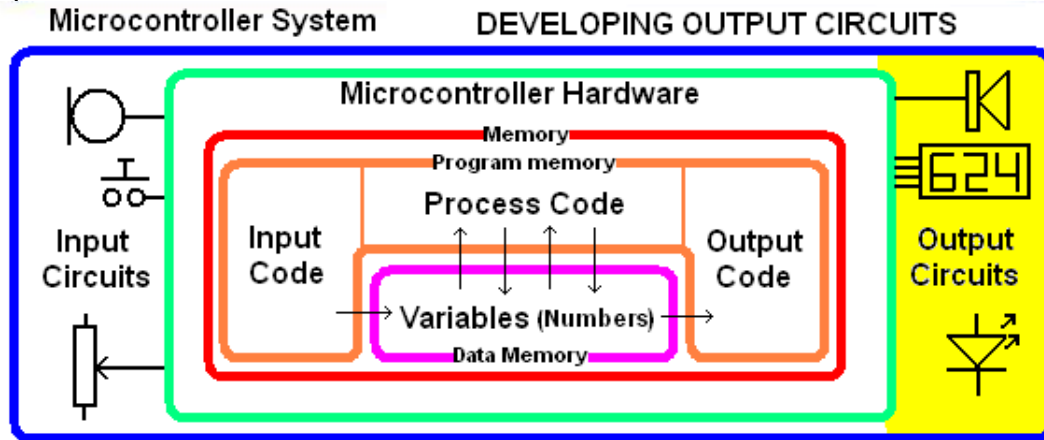 Microcontroller System
DEVELOPING OUTPUT CIRCUITS
Microcontroller Hardware
Memory
Program memory
Process Code
Input
Code
Output
Code
Variables (Numbers)
Data Memory
Input
Circuits
624
Output
Circuits